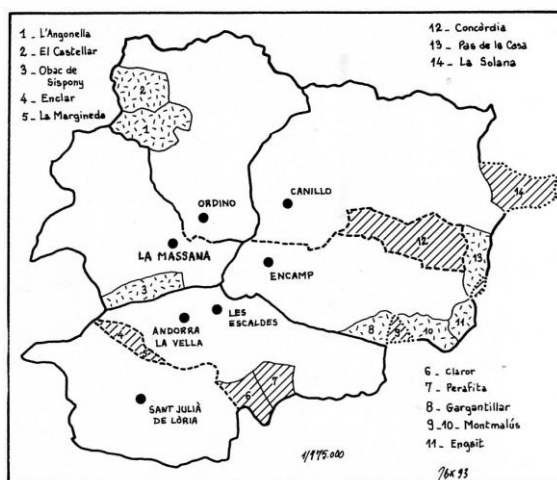 1 _ L'Angonella
2 _ El Castellar
3 _ Obac de
Sispony
4 _ Enclar
5 _ La Margineda
12 _ Concòrdia
13 _ Pas de la Casa
14 _ La Solana
2
1
14
ORDINO
CANILLO
12
13
LA MASSANA
ENCAMP
3
LES
ESCALDES
ANDORRA
LA VELLA
8
9
10
11
4
5
6
7
SANT JULIÀ
DE LÒRIA
6 _ Claror
7 _ Perafita
8 _ Gargantillar
9_10_ Montmalús
11 _ Engait
1/175.000
93